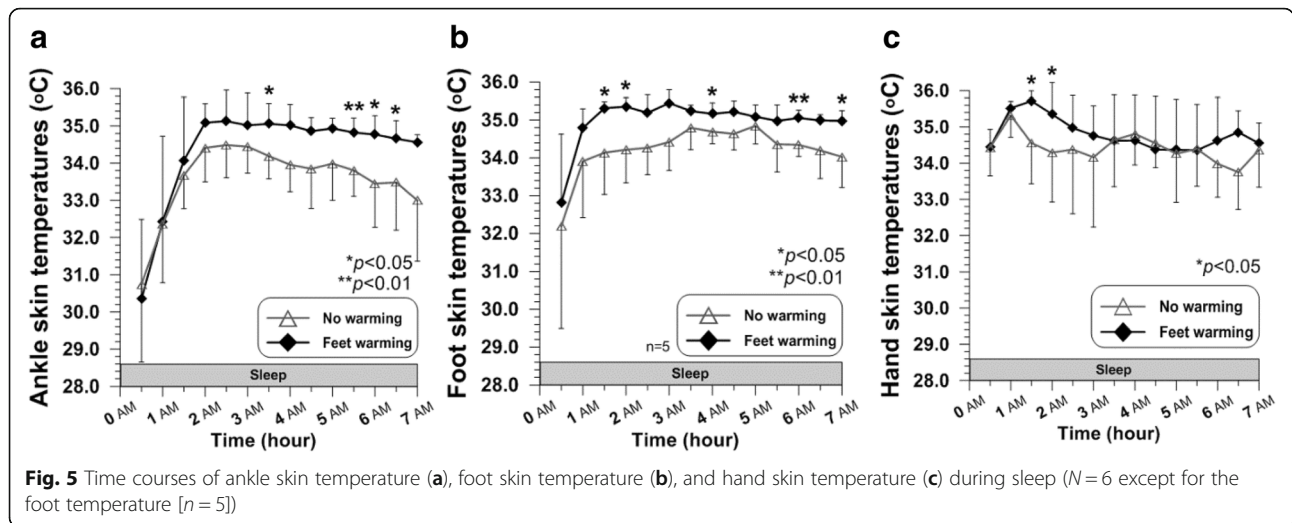 a
Ankle skin temperatures (oC)
36.0
35.0
34.0
33.0
32.0
31.0
30.0
29.0
28.0
* ** * *
*p<0.05
**p<0.01
No warming
Feet warming
Sleep
0 AM 1 AM 2 AM 3 AM 4 AM 5 AM 6 AM 7 AM
Time (hour)
b
Foot skin temperatures (oC)
36.0
35.0
34.0
33.0
32.0
31.0
30.0
29.0
28.0
* * * ** *
*p<0.05
**p<0.01
No warming
Feet warming
n=5
Sleep
0 AM 1 AM 2 AM 3 AM 4 AM 5 AM 6 AM 7 AM
Time (hour)
c
Hand skin temperatures (oC)
36.0
35.0
34.0
33.0
32.0
31.0
30.0
29.0
28.0
* *
*p<0.05
No warming
Feet warming
Sleep
0 AM 1 AM 2 AM 3 AM 4 AM 5 AM 6 AM 7 AM
Time (hour)
Fig. 5 Time courses of ankle skin temperature (a), foot skin temperature (b), and hand skin temperature (c) during sleep (N = 6 except for the
foot temperature [n = 5])